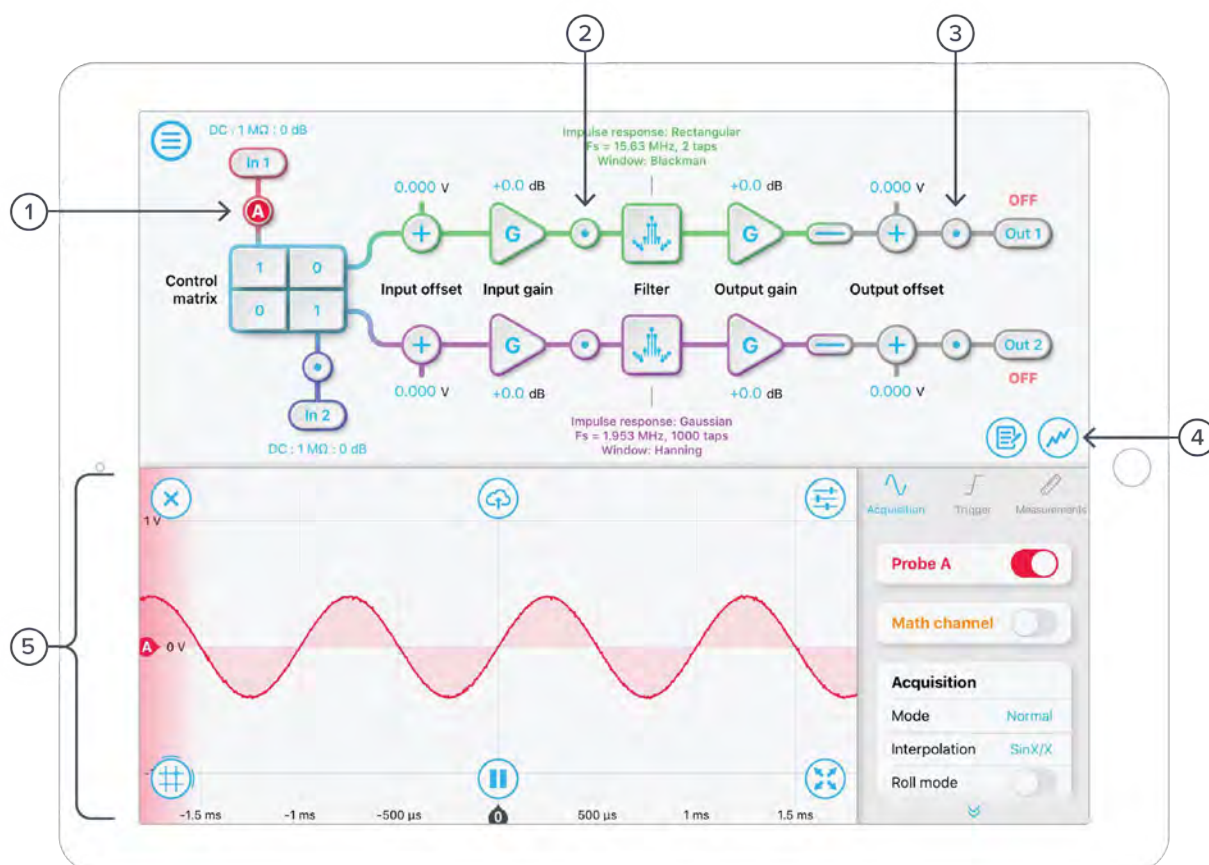 2
3
DC : 1 MΩ : 0 dB
Impulse response: Rectangular
Fs = 15.63 MHz, 2 taps
Window: Blackman
In 1
0.000 V
+0.0 dB
+0.0 dB
0.000 V
OFF
1
A
G
G
Out 1
Control
matrix
1
0
0
1
Input offset
Input gain
Filter
Output gain
Output offset
G
G
Out 2
0.000 V
+0.0 dB
+0.0 dB
0.000 V
OFF
In 2
DC : 1 MΩ : 0 dB
Impulse response: Gaussian
Fs = 1.953 MHz, 1000 taps
Window: Hanning
4
5
1 V
A 0 V
-1.5 ms
-1 ms
-500 µs
0
500 µs
1 ms
1.5 ms
Acquisition
Trigger
Measurements
Probe A
Math channel
Acquisition
Mode Normal
Interpolation SinX/X
Roll mode